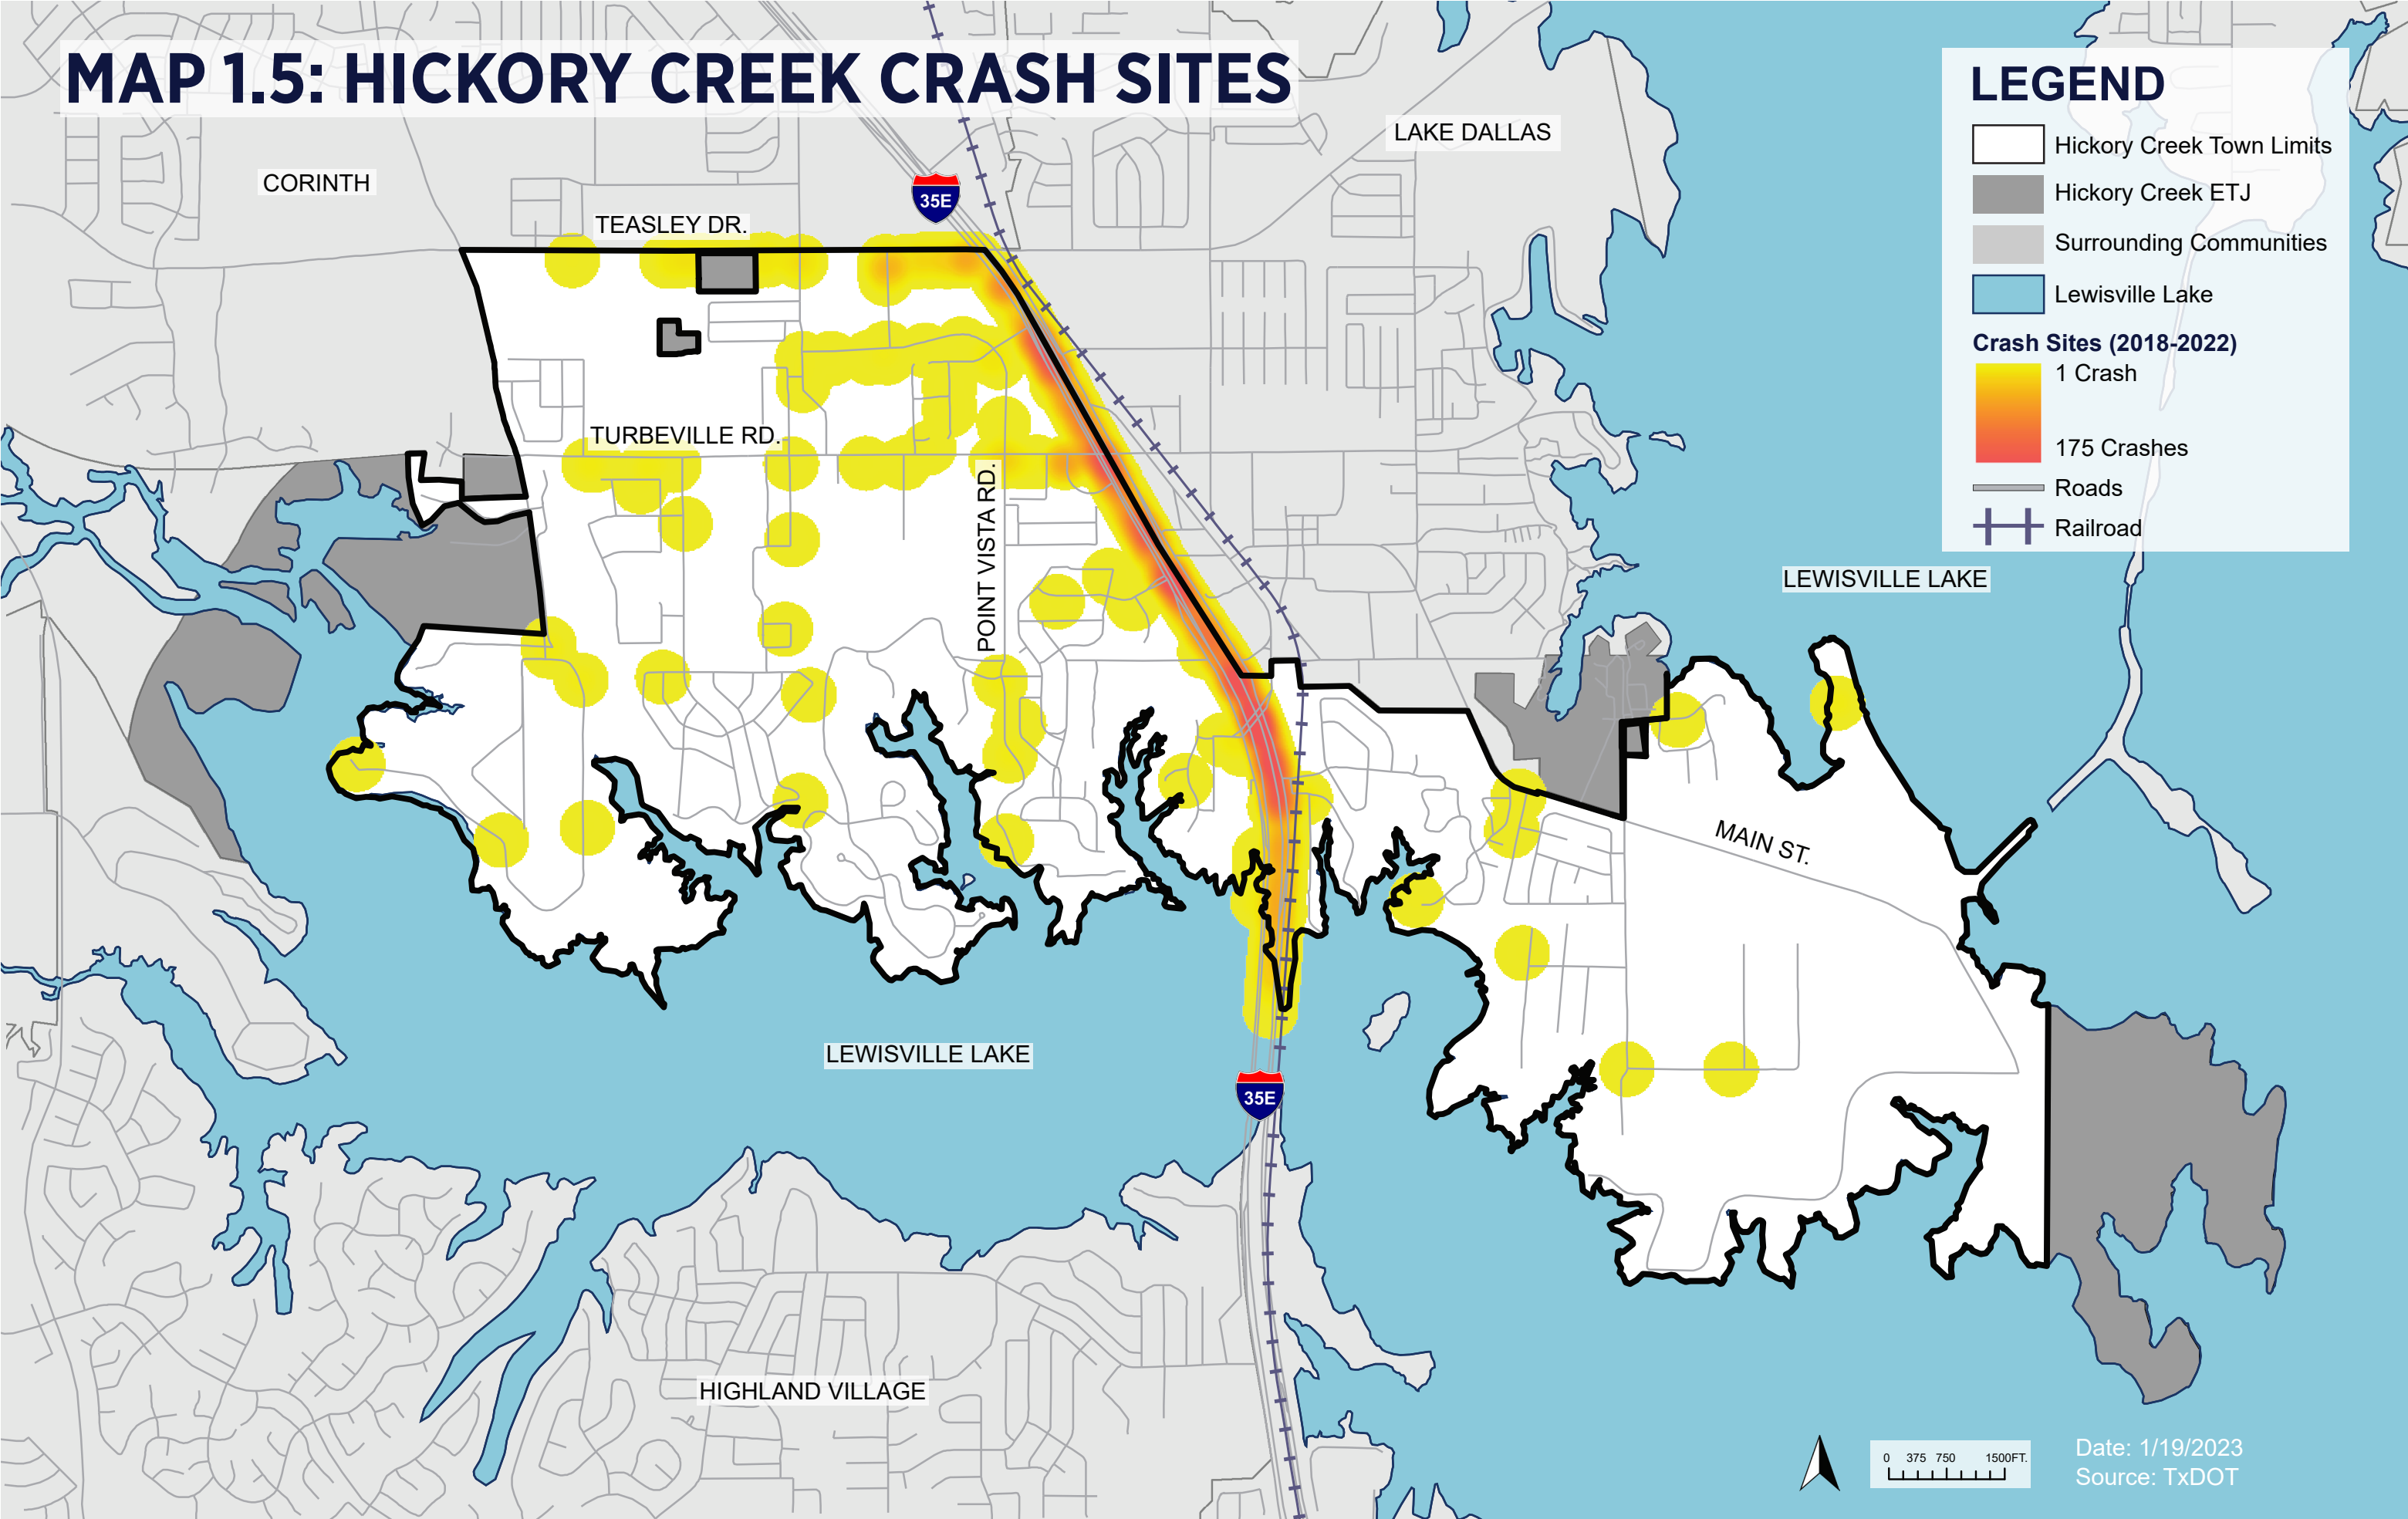 MAP 1.5: HICKORY CREEK CRASH SITES
LEGEND
Hickory Creek Town Limits
Hickory Creek ETJ
Surrounding Communities
Lewisville Lake
Crash Sites (2018-2022)
1 Crash
175 Crashes
Roads
Railroad
LAKE DALLAS
CORINTH
35E
TEASLEY DR.
TURBEVILLE RD.
POINT VISTA RD.
LEWISVILLE LAKE
MAIN ST.
LEWISVILLE LAKE
35E
HIGHLAND VILLAGE
0 375 750 1500FT.
Date: 1/19/2023
Source: TxDOT